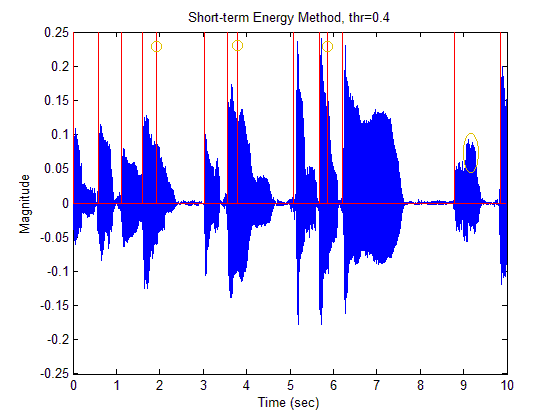 Short-term Energy Method, thr=0.4
0.25
0.2
0.15
0.1
0.05
0
-0.05
-0.1
-0.15
-0.2
-0.25
Magnitude
0 1 2 3 4 5 6 7 8 9 10
Time (sec)